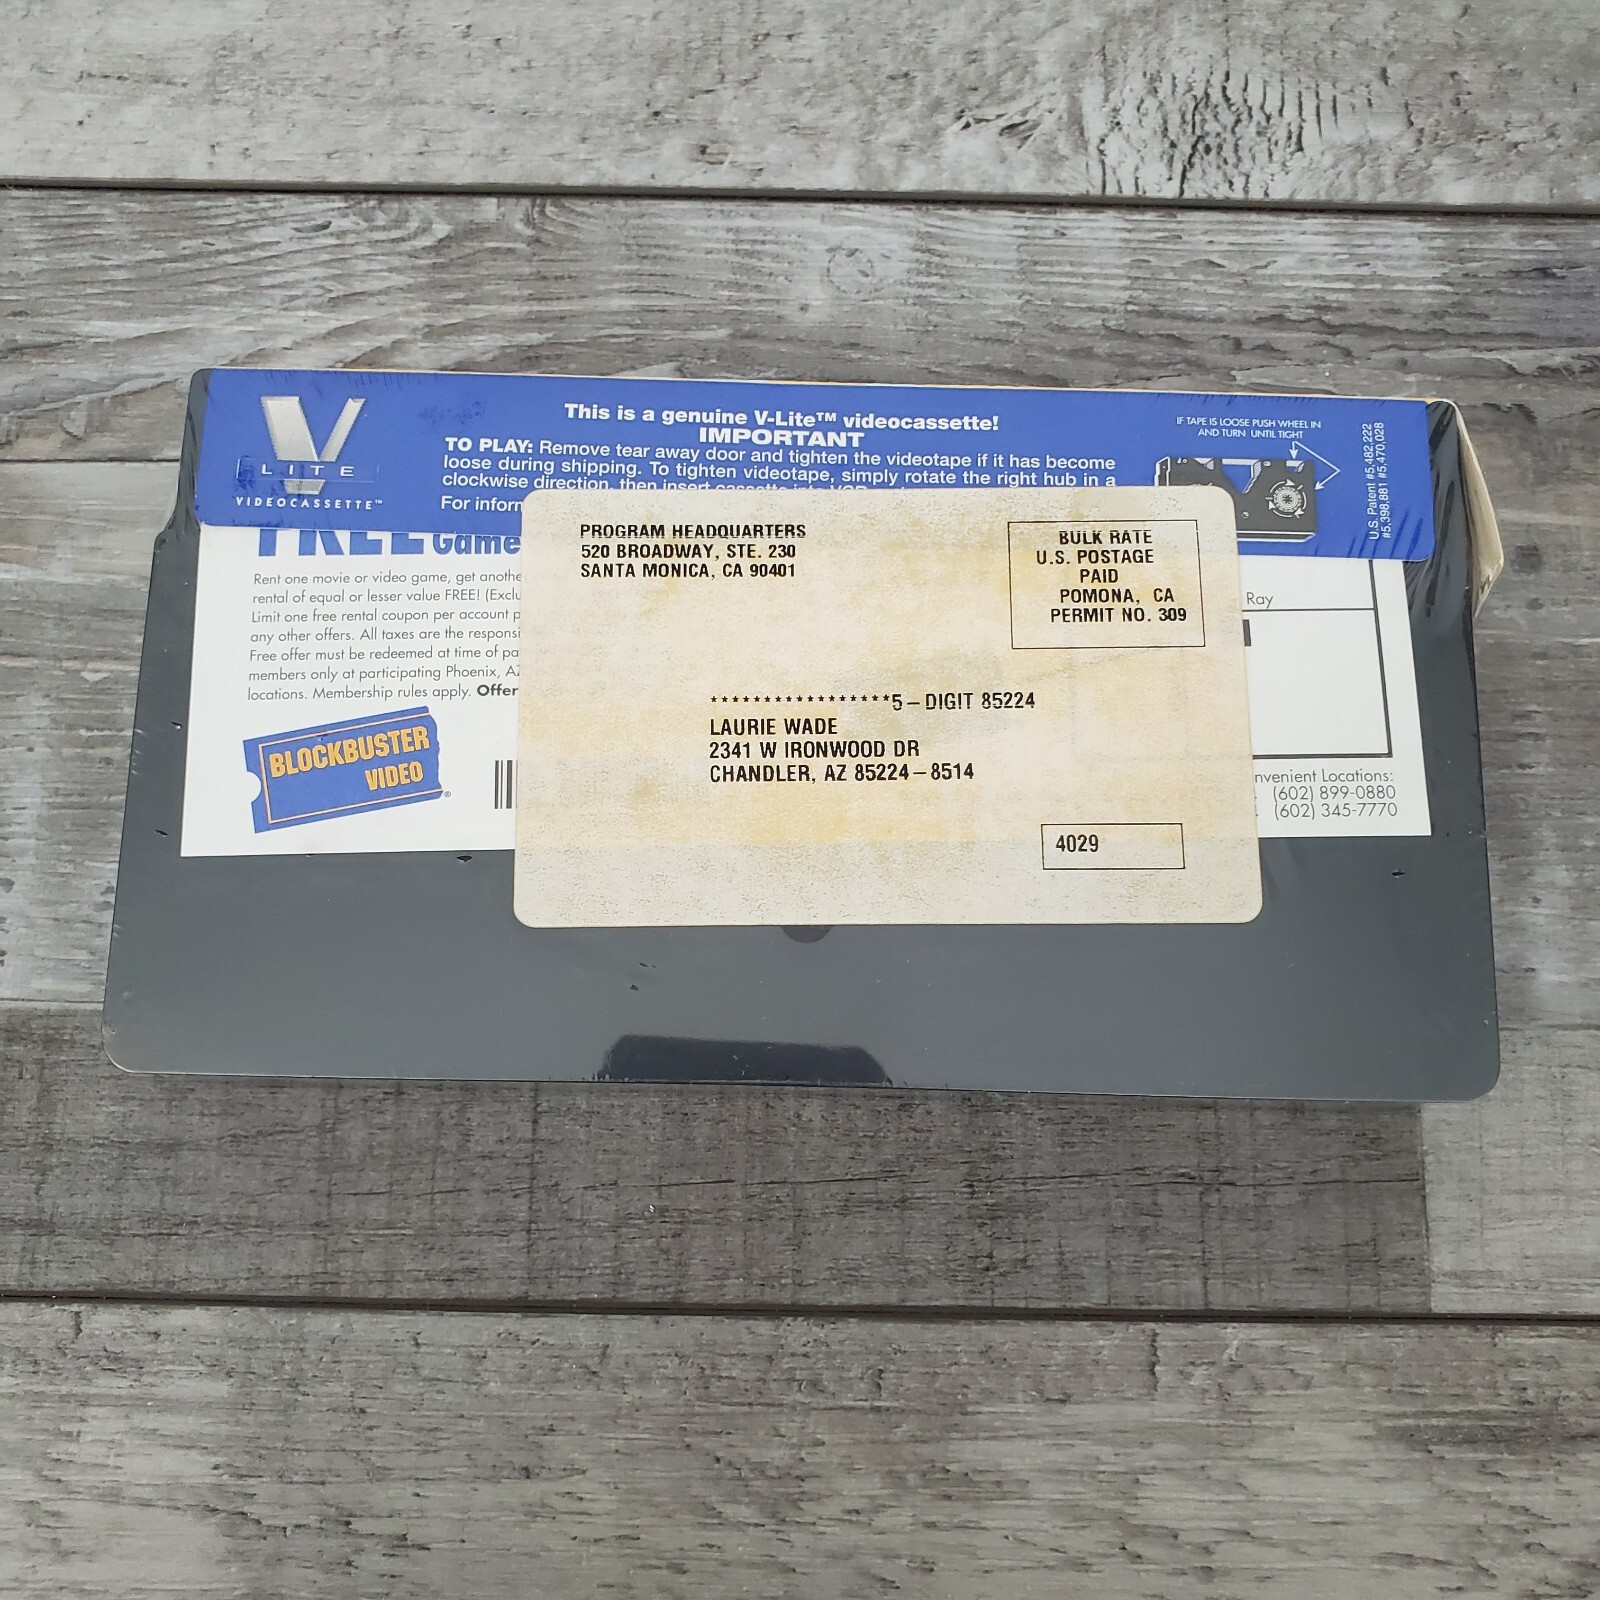 V
LITE
VIDEOCASSETTE™
This is a genuine V-Lite™ videocassette!
IMPORTANT
TO PLAY: Remove tear away door and tighten the videotape if it has become
loose during shipping. To tighten videotape, simply rotate the right hub in a
clockwise direction, then insert cassette into VCR
For inform
IF TAPE IS LOOSE PUSH WHEEL IN
AND TURN UNTIL TIGHT
U.S. Patent #5,482,222
#5,398,881 #5,470,028
FREE Game
Rent one movie or video game, get anothe
rental of equal or lesser value FREE! (Exclu
Limit one free rental coupon per account p
any other offers. All taxes are the responsi
Free offer must be redeemed at time of pa
members only at participating Phoenix, AZ
locations. Membership rules apply. Offer
BLOCKBUSTER
VIDEO®
PROGRAM HEADQUARTERS
520 BROADWAY, STE. 230
SANTA MONICA, CA 90401
BULK RATE
U.S. POSTAGE
PAID
POMONA, CA
PERMIT NO. 309
*****************5-DIGIT 85224
LAURIE WADE
2341 W IRONWOOD DR
CHANDLER, AZ 85224-8514
4029
Ray
nvenient Locations:
(602) 899-0880
(602) 345-7770